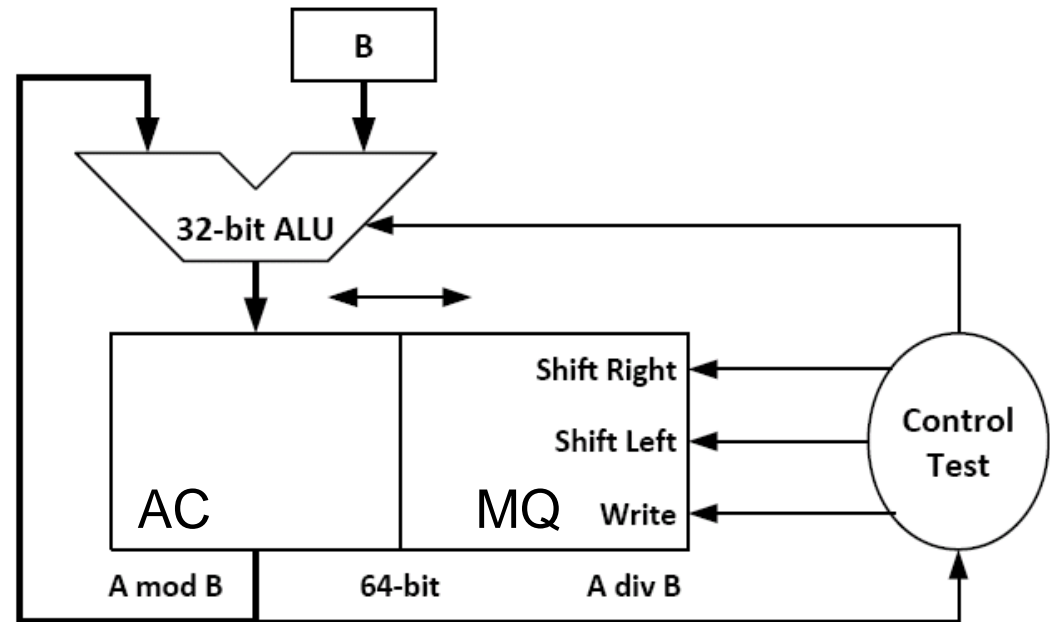 B
32-bit ALU
Shift Right
Shift Left
Control
Test
AC
MQ
Write
A mod B
64-bit
A div B